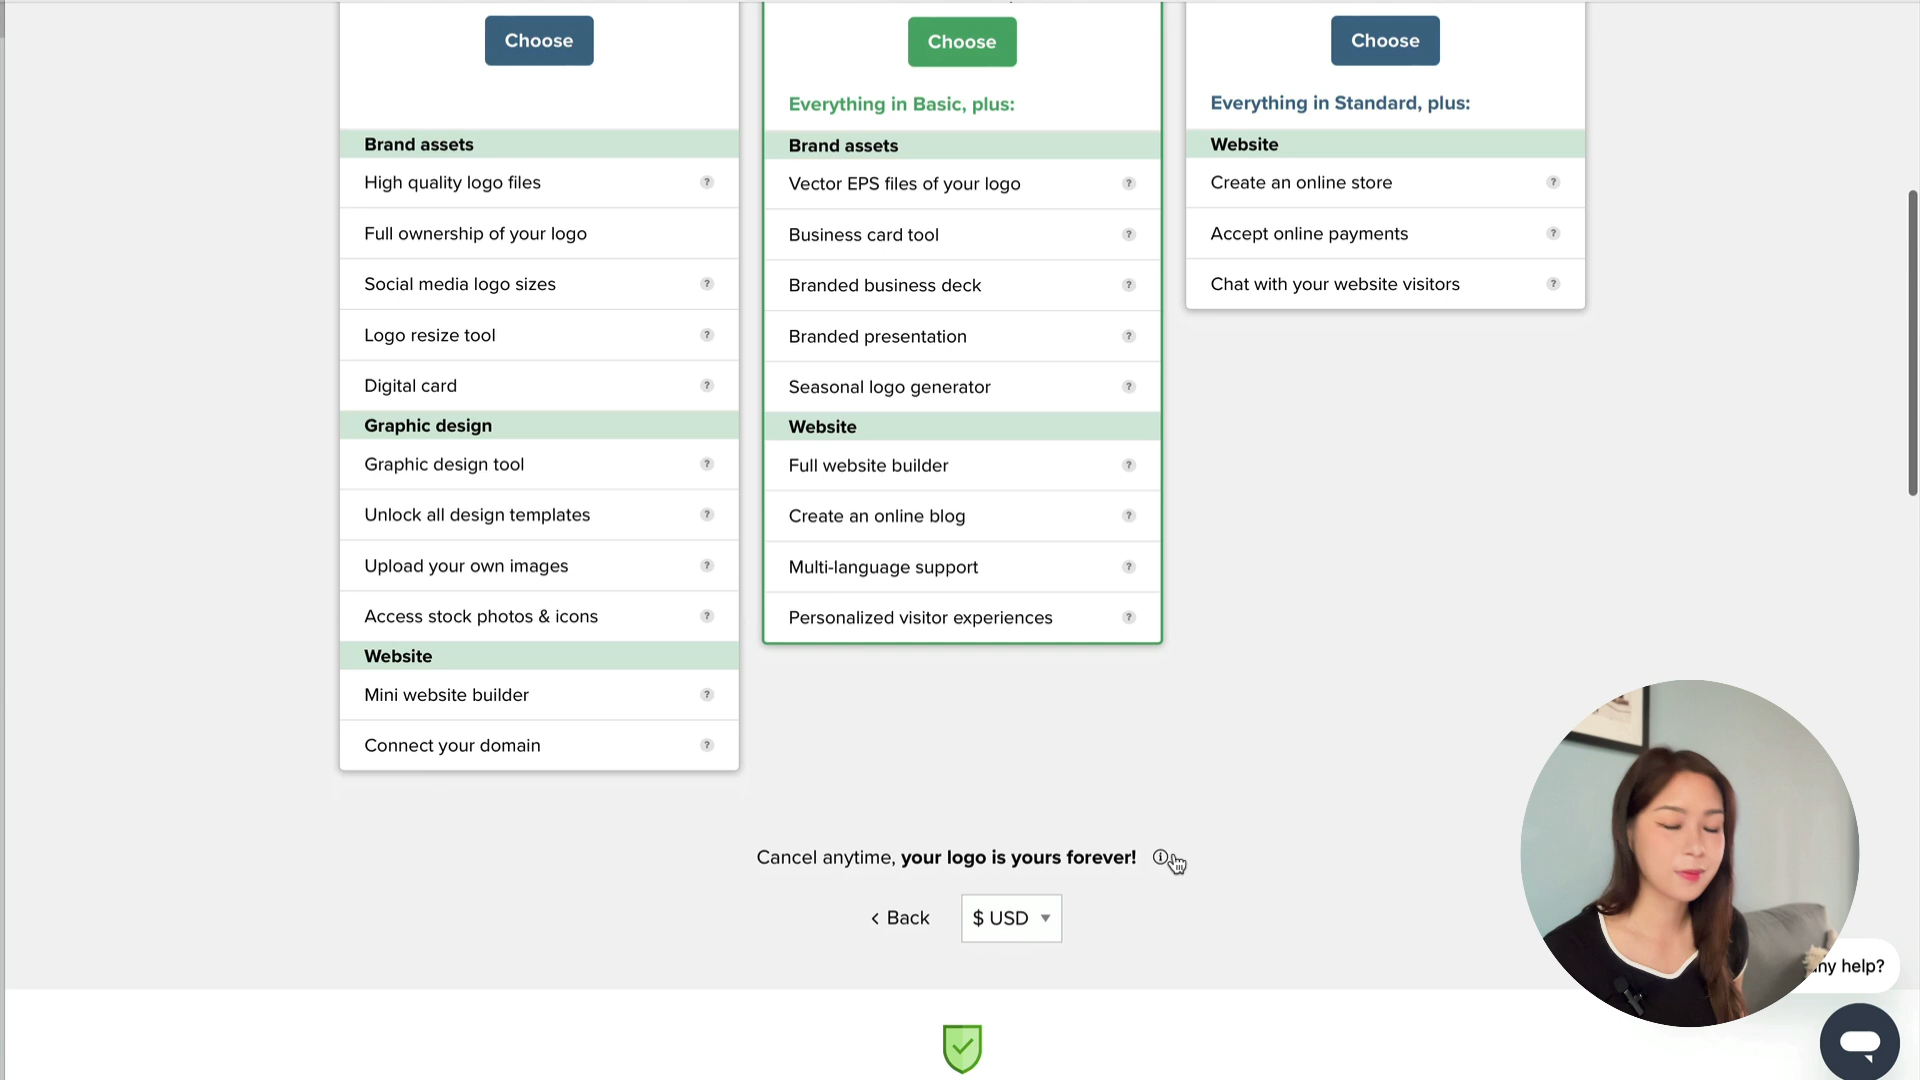 Choose
Brand assets
High quality logo files
Full ownership of your logo
Social media logo sizes
Logo resize tool
Digital card
Graphic design
Graphic design tool
Unlock all design templates
Upload your own images
Access stock photos & icons
Website
Mini website builder
Connect your domain
Choose
Everything in Basic, plus:
Brand assets
Vector EPS files of your logo
Business card tool
Branded business deck
Branded presentation
Seasonal logo generator
Website
Full website builder
Create an online blog
Multi-language support
Personalized visitor experiences
Choose
Everything in Standard, plus:
Website
Create an online store
Accept online payments
Chat with your website visitors
Cancel anytime, your logo is yours forever!
< Back
$ USD
help?